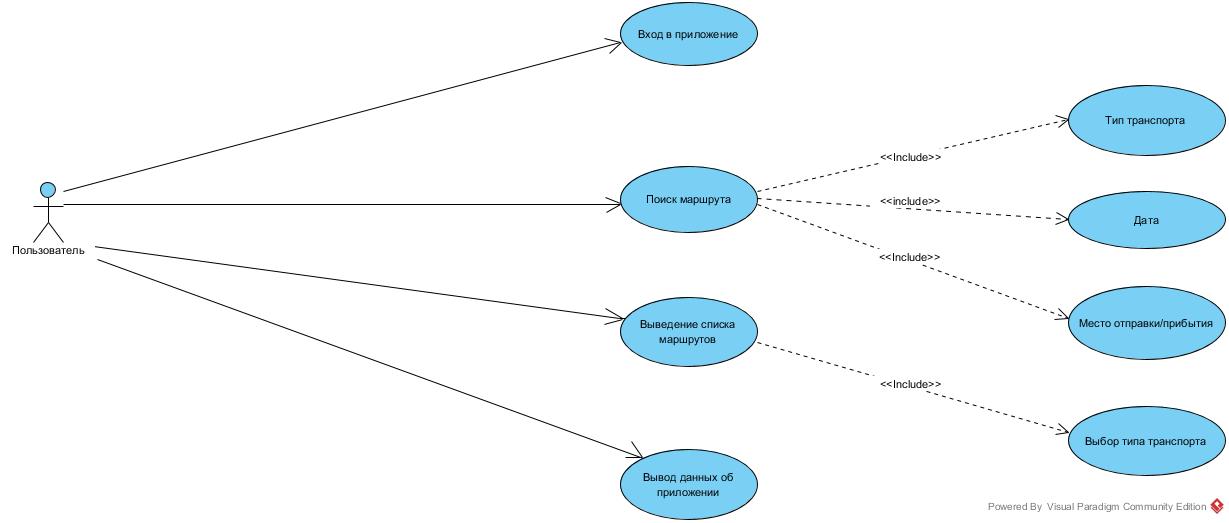 Вход в приложение
Тип транспорта
<<Include>>
Поиск маршрута
<<include>>
Дата
Пользователь
<<Include>>
Место отправки/прибытия
Выведение списка
маршрутов
<<Include>>
Выбор типа транспорта
Вывод данных об
приложении
Powered By Visual Paradigm Community Edition